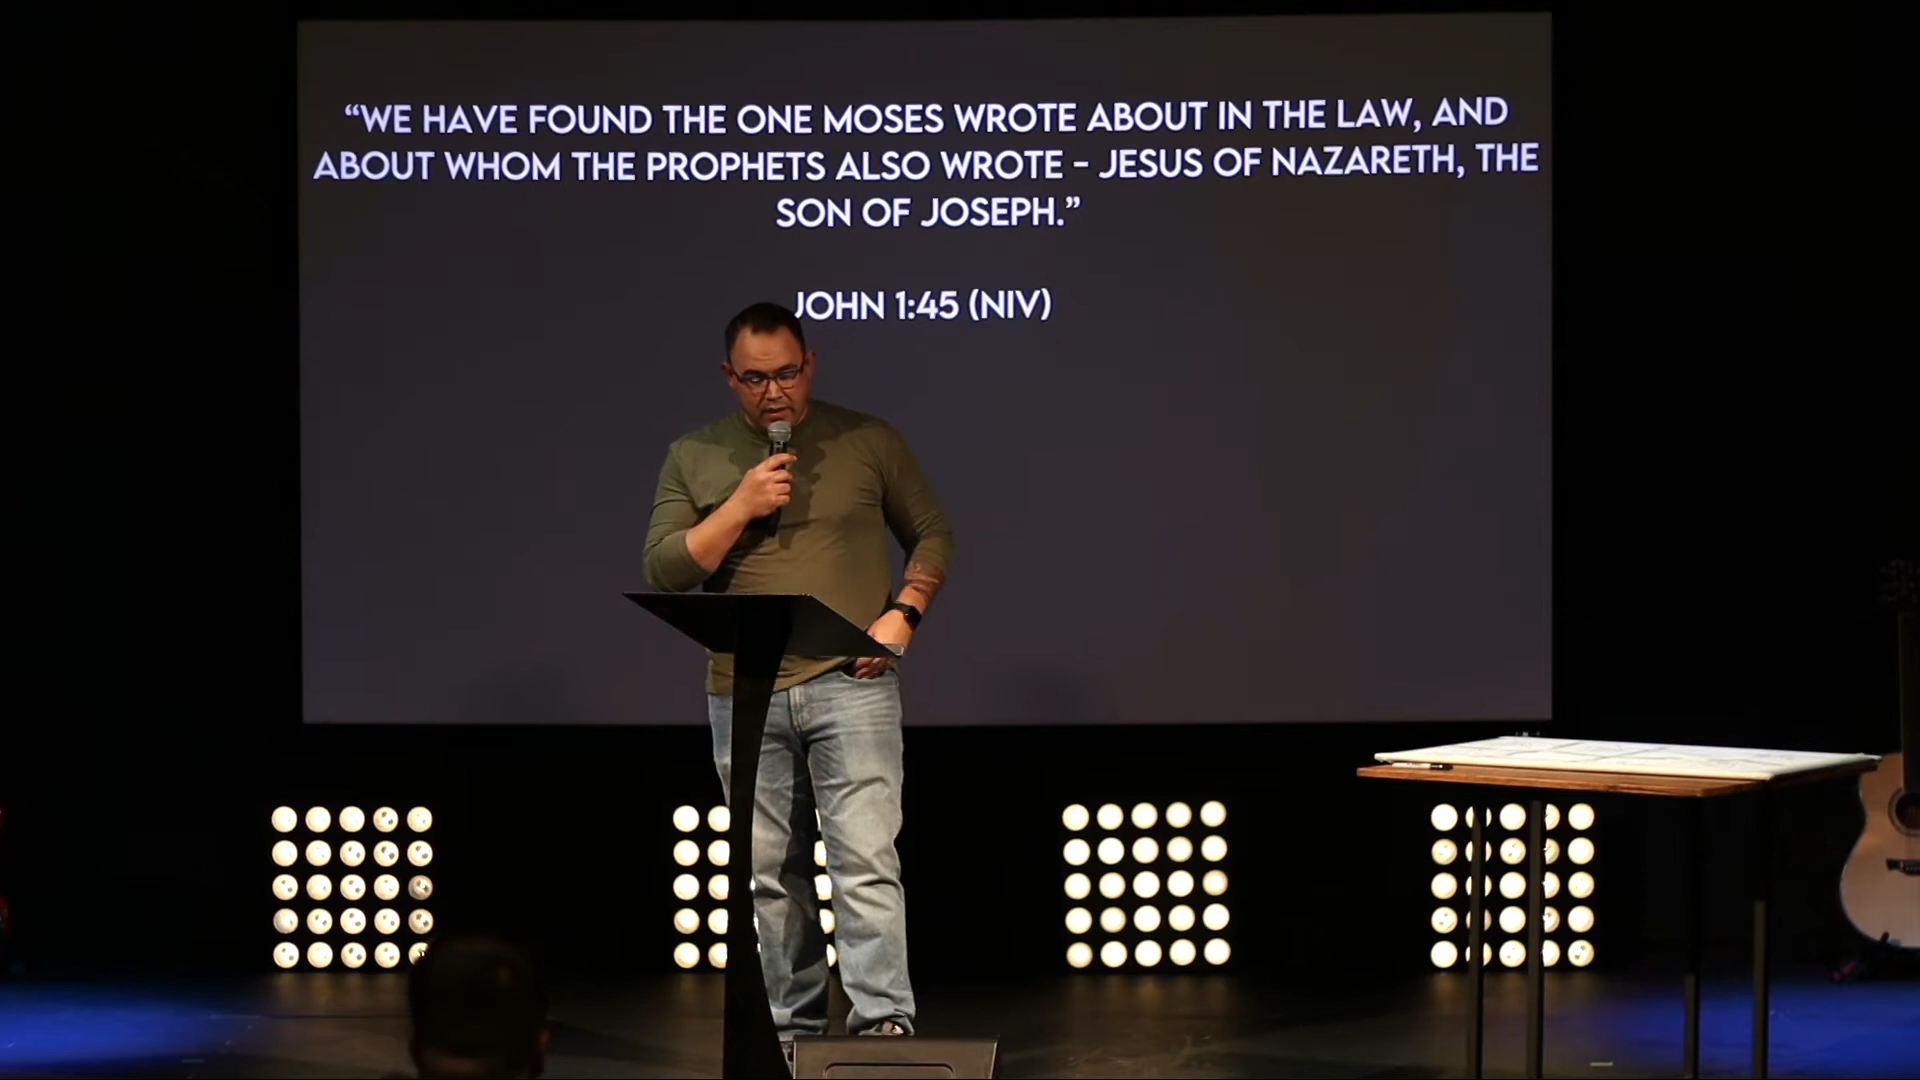 “WE HAVE FOUND THE ONE MOSES WROTE ABOUT IN THE LAW, AND
ABOUT WHOM THE PROPHETS ALSO WROTE - JESUS OF NAZARETH, THE
SON OF JOSEPH.”
JOHN 1:45 (NIV)